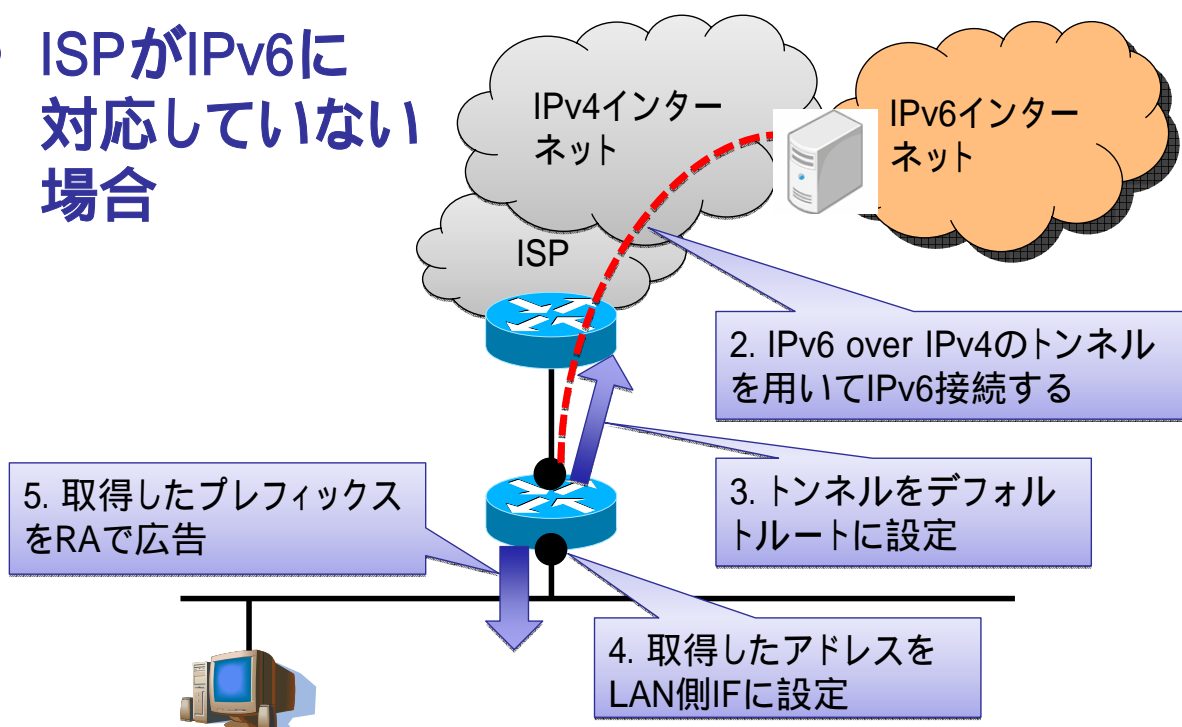 ISPがIPv6に
対応していない
場合
IPv4インター
ネット
IPv6インター
ネット
ISP
2. IPv6 over IPv4のトンネル
を用いてIPv6接続する
3. トンネルをデフォル
トルートに設定
5. 取得したプレフィックス
をRAで広告
4. 取得したアドレスを
LAN側IFに設定